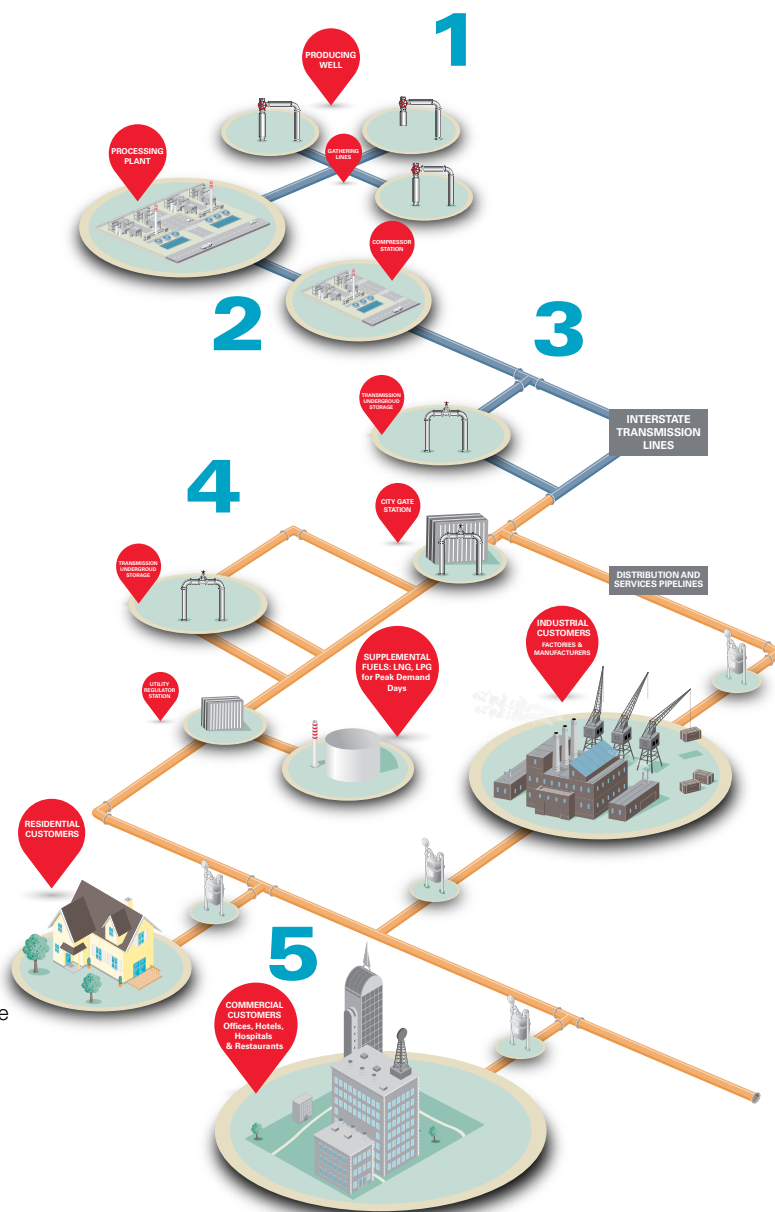 1
PRODUCING
WELL
PROCESSING
PLANT
GATHERING
LINES
COMPRESSOR
STATION
2
3
TRANSMISSION
UNDERGROUD
STORAGE
INTERSTATE
TRANSMISSION
LINES
4
CITY GATE
STATION
TRANSMISSION
UNDERGROUD
STORAGE
DISTRIBUTION AND
SERVICES PIPELINES
INDUSTRIAL
CUSTOMERS
FACTORIES &
MANUFACTURERS
SUPPLEMENTAL
FUELS: LNG, LPG
for Peak Demand
Days
UTILITY
REGULATOR
STATION
RESIDENTIAL
CUSTOMERS
5
COMMERCIAL
CUSTOMERS
Offices, Hotels,
Hospitals
& Restaurants
e